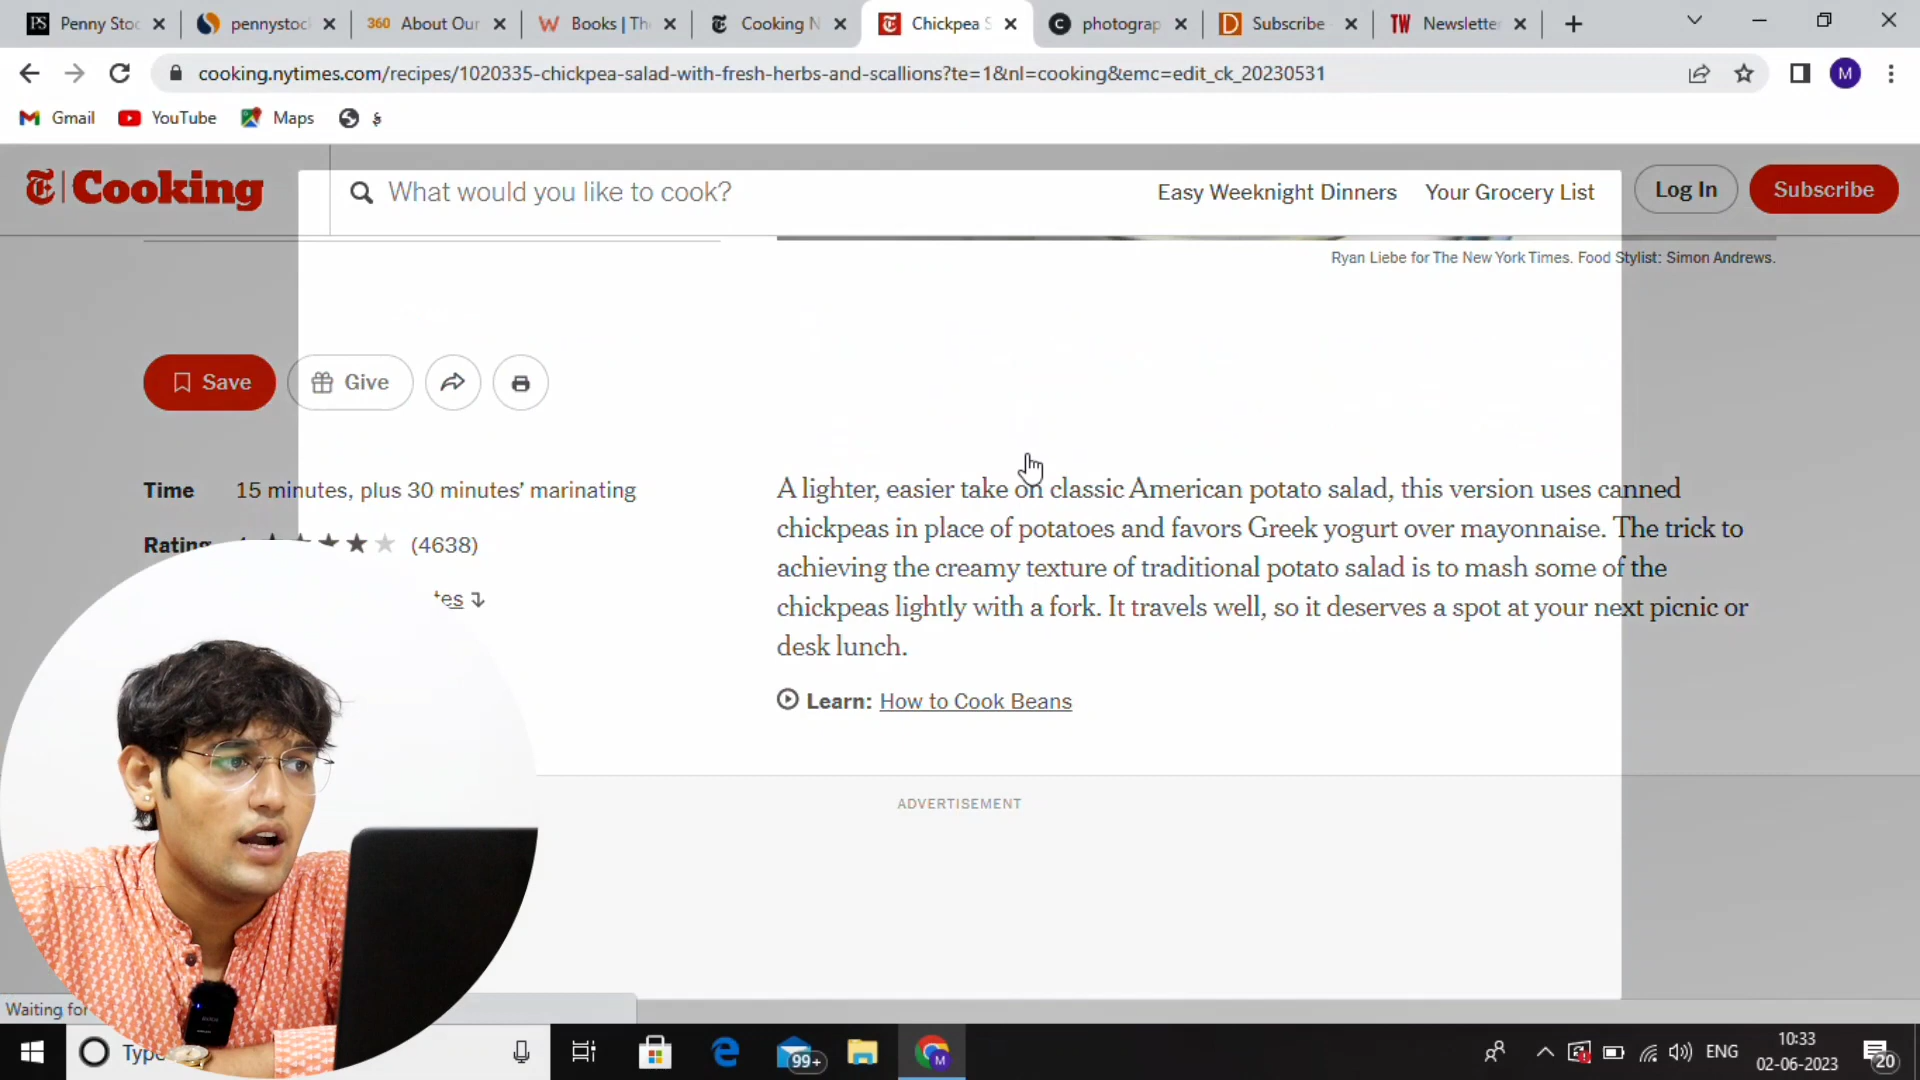 Penny Stoc
pennystock
About Our
Books | Th
Cooking N
Chickpea S
photograp
Subscribe
Newsletter
cooking.nytimes.com/recipes/1020335-chickpea-salad-with-fresh-herbs-and-scallions?te=1&nl=cooking&emc=edit_ck_20230531
M
Gmail
YouTube
Maps
Cooking
What would you like to cook?
Easy Weeknight Dinners
Your Grocery List
Log In
Subscribe
Ryan Liebe for The New York Times. Food Stylist: Simon Andrews.
Save
Give
Time 15 minutes, plus 30 minutes' marinating
Rating
(4638)
A lighter, easier take on classic American potato salad, this version uses canned
chickpeas in place of potatoes and favors Greek yogurt over mayonnaise. The trick to
achieving the creamy texture of traditional potato salad is to mash some of the
chickpeas lightly with a fork. It travels well, so it deserves a spot at your next picnic or
desk lunch.
Learn: How to Cook Beans
ADVERTISEMENT
Waiting for
Type
99+
M
ENG
10:33
02-06-2023
20